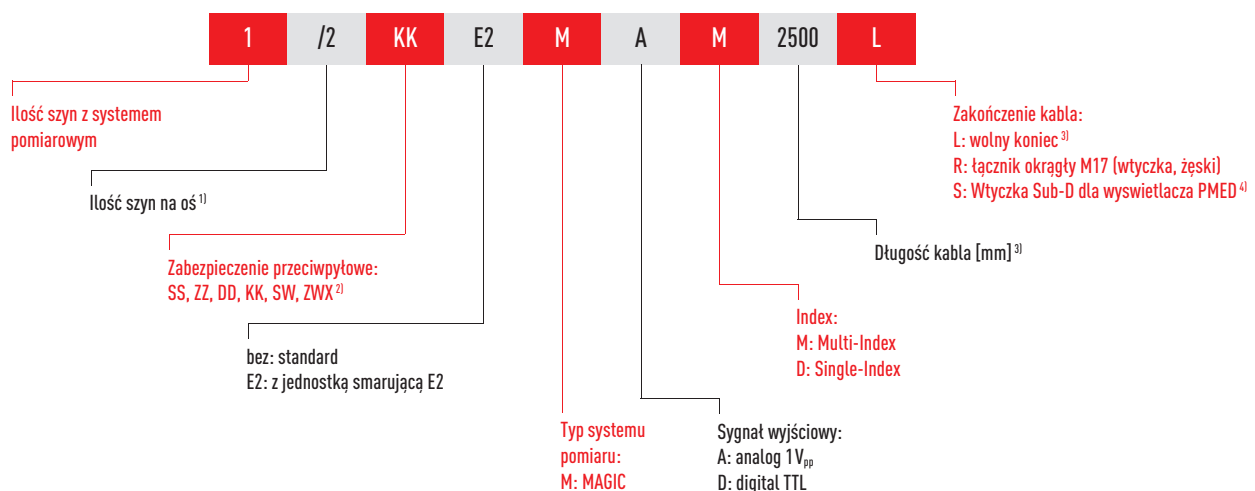 1 /2 KK E2 M A M 2500 L
Ilość szyn z systemem
pomiarowym
Ilość szyn na oś 1)
Zabezpieczenie przeciwpyłowe:
SS, ZZ, DD, KK, SW, ZWX 2)
bez: standard
E2: z jednostką smarującą E2
Typ systemu
pomiaru:
M: MAGIC
Sygnał wyjściowy:
A: analog 1 Vpp
D: digital TTL
Index:
M: Multi-Index
D: Single-Index
Długość kabla [mm] 3)
Zakończenie kabla:
L: wolny koniec 3)
R: łącznik okrągły M17 (wtyczka, żęski)
S: Wtyczka Sub-D dla wyswietlacza PMED 4)